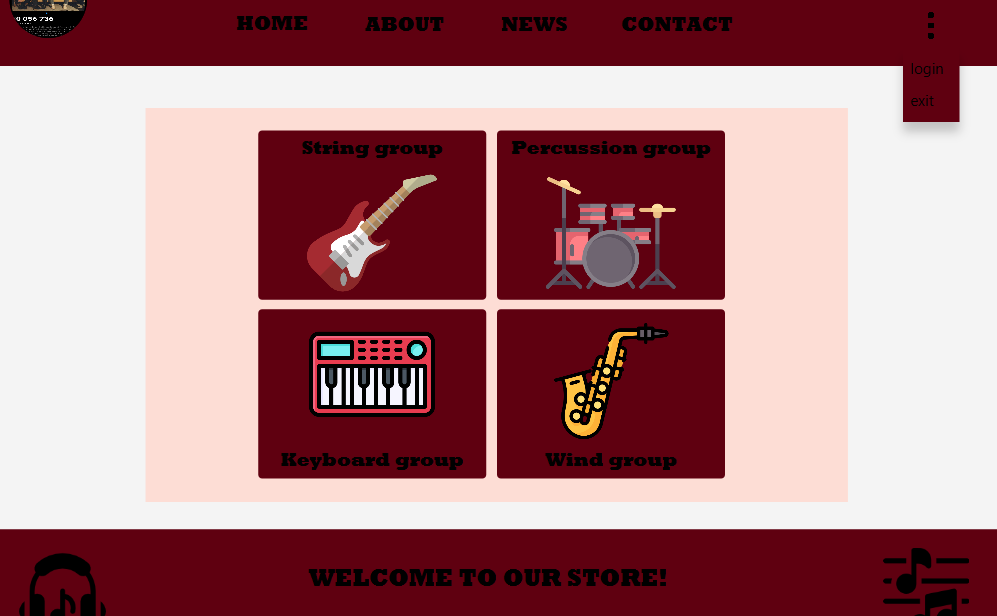 0 096 736
HOME ABOUT NEWS CONTACT
login
exit
String group
Percussion group
Keyboard group
Wind group
WELCOME TO OUR STORE!